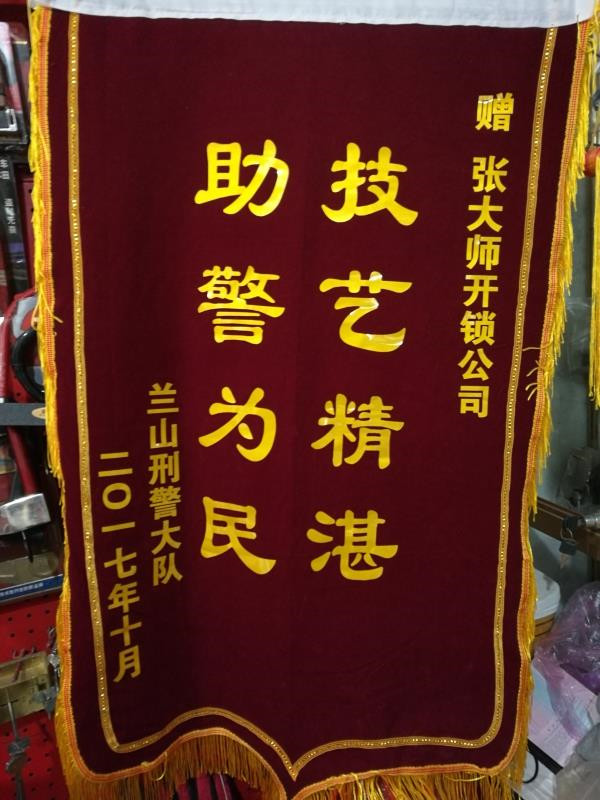 赠 张大师开锁公司
技艺精湛
助警为民
兰山刑警大队
二〇一七年十月